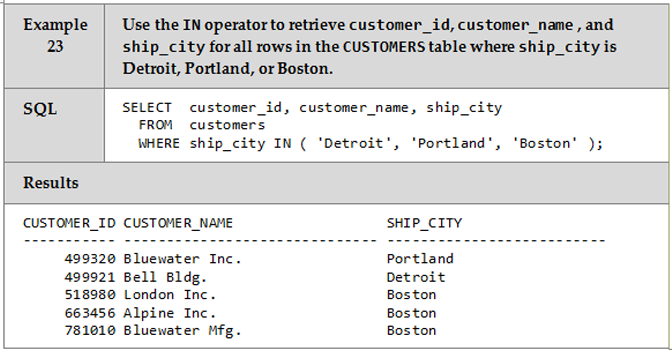 Example 23
Use the IN operator to retrieve customer_id, customer_name, and
ship_city for all rows in the CUSTOMERS table where ship_city is
Detroit, Portland, or Boston.
SQL
SELECT customer_id, customer_name, ship_city
FROM customers
WHERE ship_city IN ( 'Detroit', 'Portland', 'Boston' );
Results
CUSTOMER_ID CUSTOMER_NAME SHIP_CITY
----------- ----------------------------- -------------------------
499320 Bluewater Inc. Portland
499921 Bell Bldg. Detroit
518980 London Inc. Boston
663456 Alpine Inc. Boston
781010 Bluewater Mfg. Boston